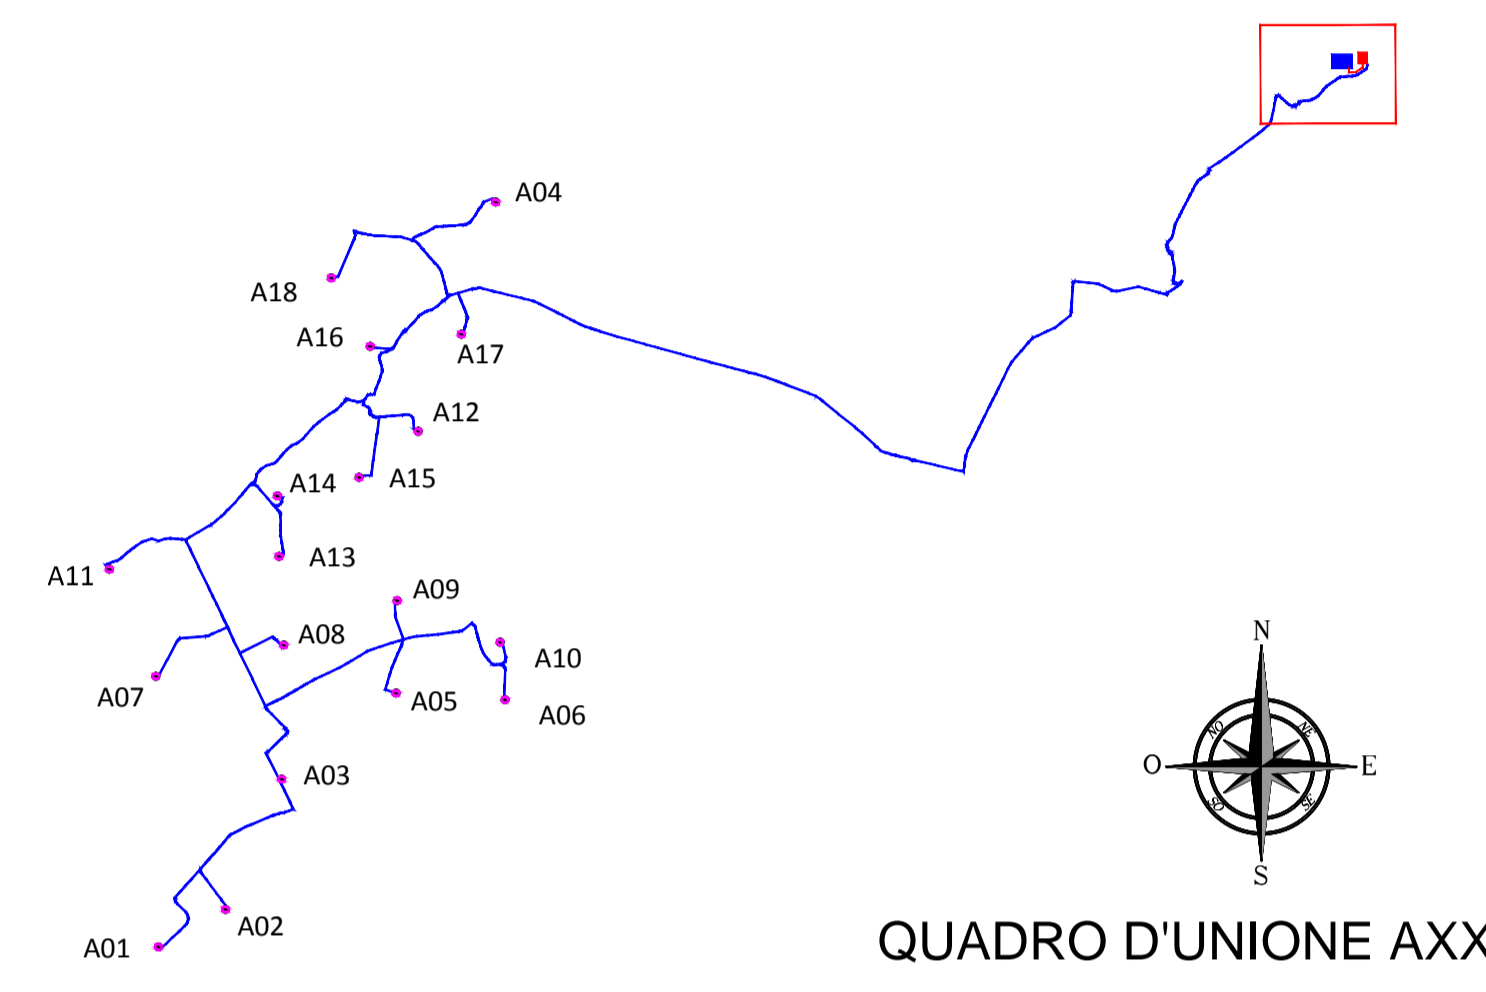 A04
A18
A16
A17
A12
A14
A15
A13
A11
A09
A08
A10
A07
A05
A06
A03
A02
A01
N
NO
NE
O
E
SO
SE
S
QUADRO D'UNIONE AXX